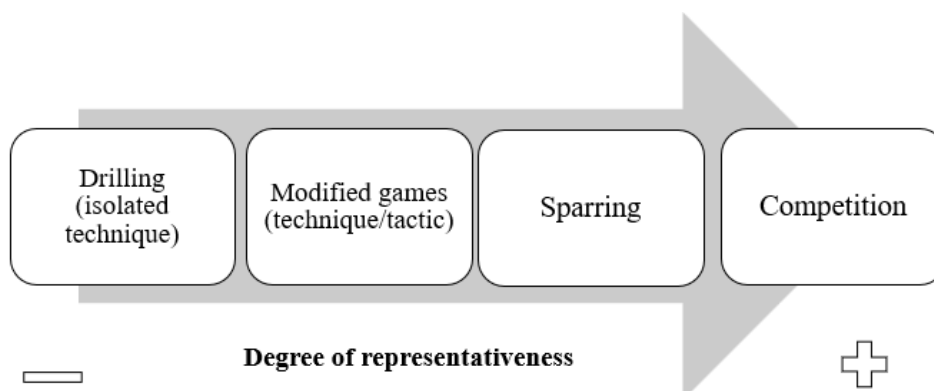 Drilling
(isolated
technique)
Modified games
(technique/tactic)
Sparring
Competition
Degree of representativeness